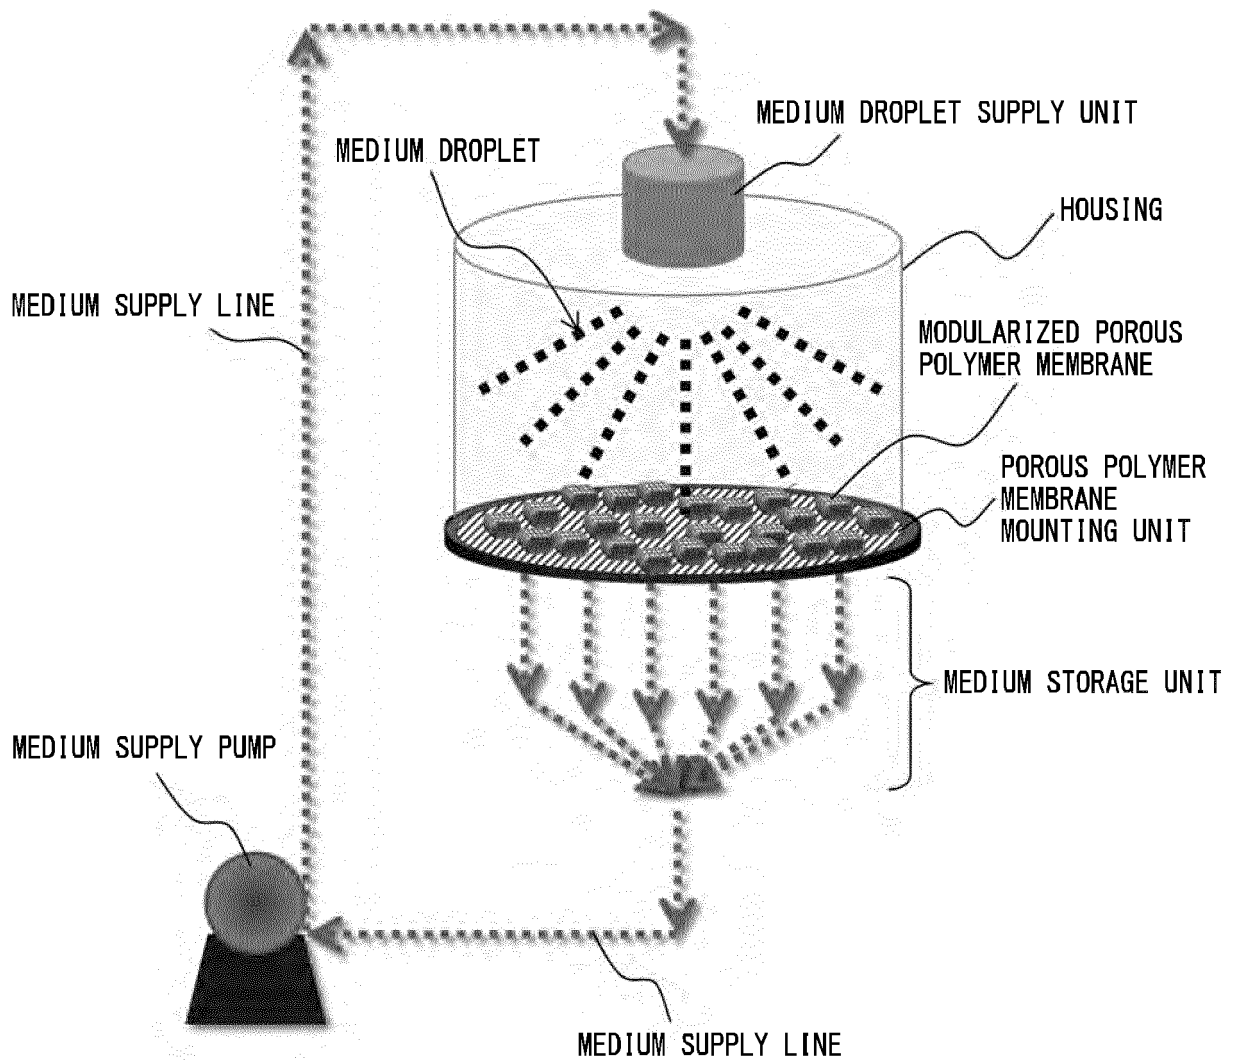 MEDIUM DROPLET SUPPLY UNIT
MEDIUM DROPLET
HOUSING
MEDIUM SUPPLY LINE
MODULARIZED POROUS
POLYMER MEMBRANE
POROUS POLYMER
MEMBRANE
MOUNTING UNIT
MEDIUM STORAGE UNIT
MEDIUM SUPPLY PUMP
MEDIUM SUPPLY LINE